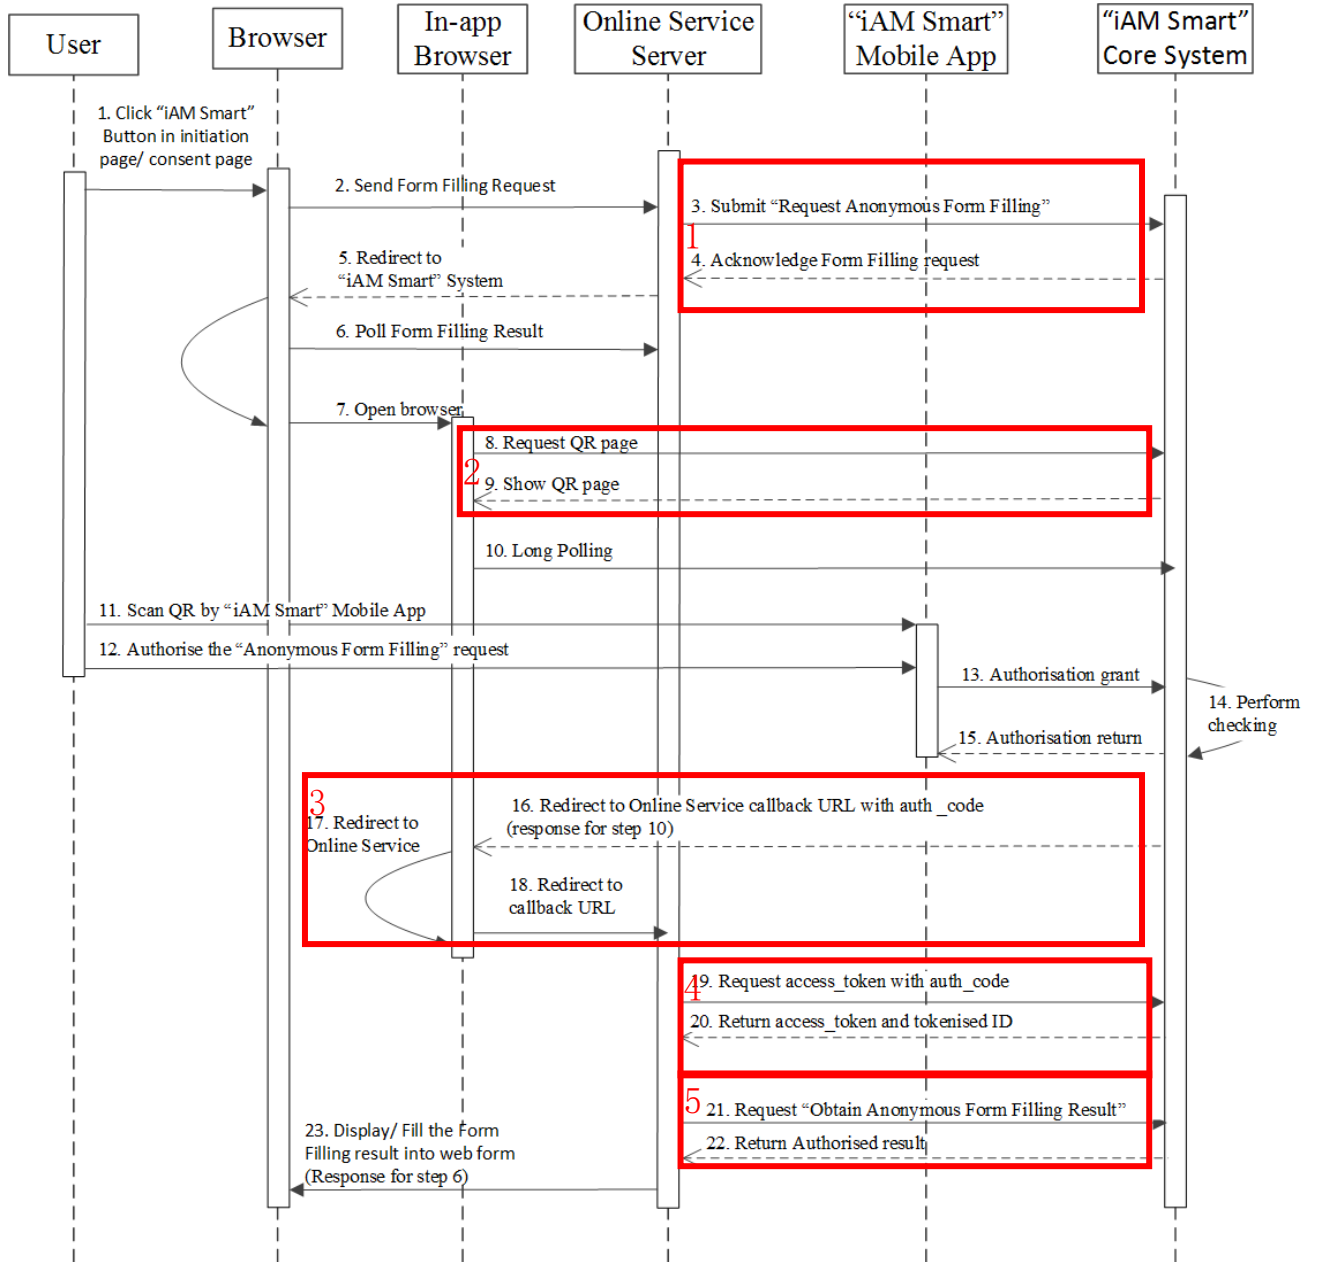 User
Browser
In-app
Browser
Online Service
Server
“iAM Smart”
Mobile App
“iAM Smart”
Core System
1. Click “iAM Smart”
Button in initiation
page/ consent page
2. Send Form Filling Request
3. Submit “Request Anonymous Form Filling”
1
4. Acknowledge Form Filling request
5. Redirect to
“iAM Smart” System
6. Poll Form Filling Result
7. Open browser
8. Request QR page
2
9. Show QR page
10. Long Polling
11. Scan QR by “iAM Smart” Mobile App
12. Authorise the “Anonymous Form Filling” request
13. Authorisation grant
14. Perform
checking
15. Authorisation return
3
16. Redirect to Online Service callback URL with auth _code
(response for step 10)
17. Redirect to
Online Service
18. Redirect to
callback URL
4
19. Request access_token with auth_code
20. Return access_token and tokenised ID
5
21. Request “Obtain Anonymous Form Filling Result”
22. Return Authorised result
23. Display/ Fill the Form
Filling result into web form
(Response for step 6)